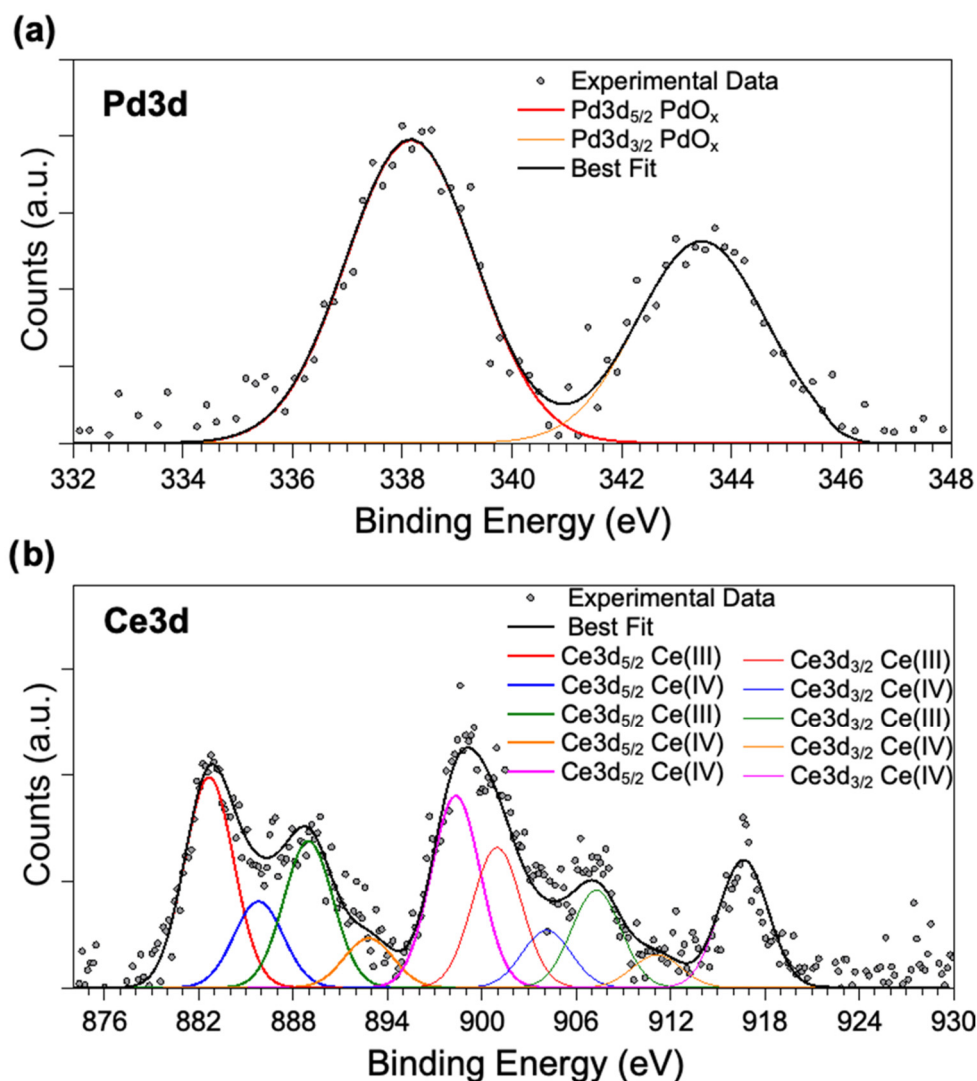 (a)
Pd3d
Experimental Data
Pd3d5/2 PdOx
Pd3d3/2 PdOx
Best Fit
Counts (a.u.)
332 334 336 338 340 342 344 346 348
Binding Energy (eV)
(b)
Ce3d
Experimental Data
Best Fit
Ce3d5/2 Ce(III) Ce3d3/2 Ce(III)
Ce3d5/2 Ce(IV) Ce3d3/2 Ce(IV)
Ce3d5/2 Ce(III) Ce3d3/2 Ce(III)
Ce3d5/2 Ce(IV) Ce3d3/2 Ce(IV)
Ce3d5/2 Ce(IV) Ce3d3/2 Ce(IV)
Counts (a.u.)
876 882 888 894 900 906 912 918 924 930
Binding Energy (eV)